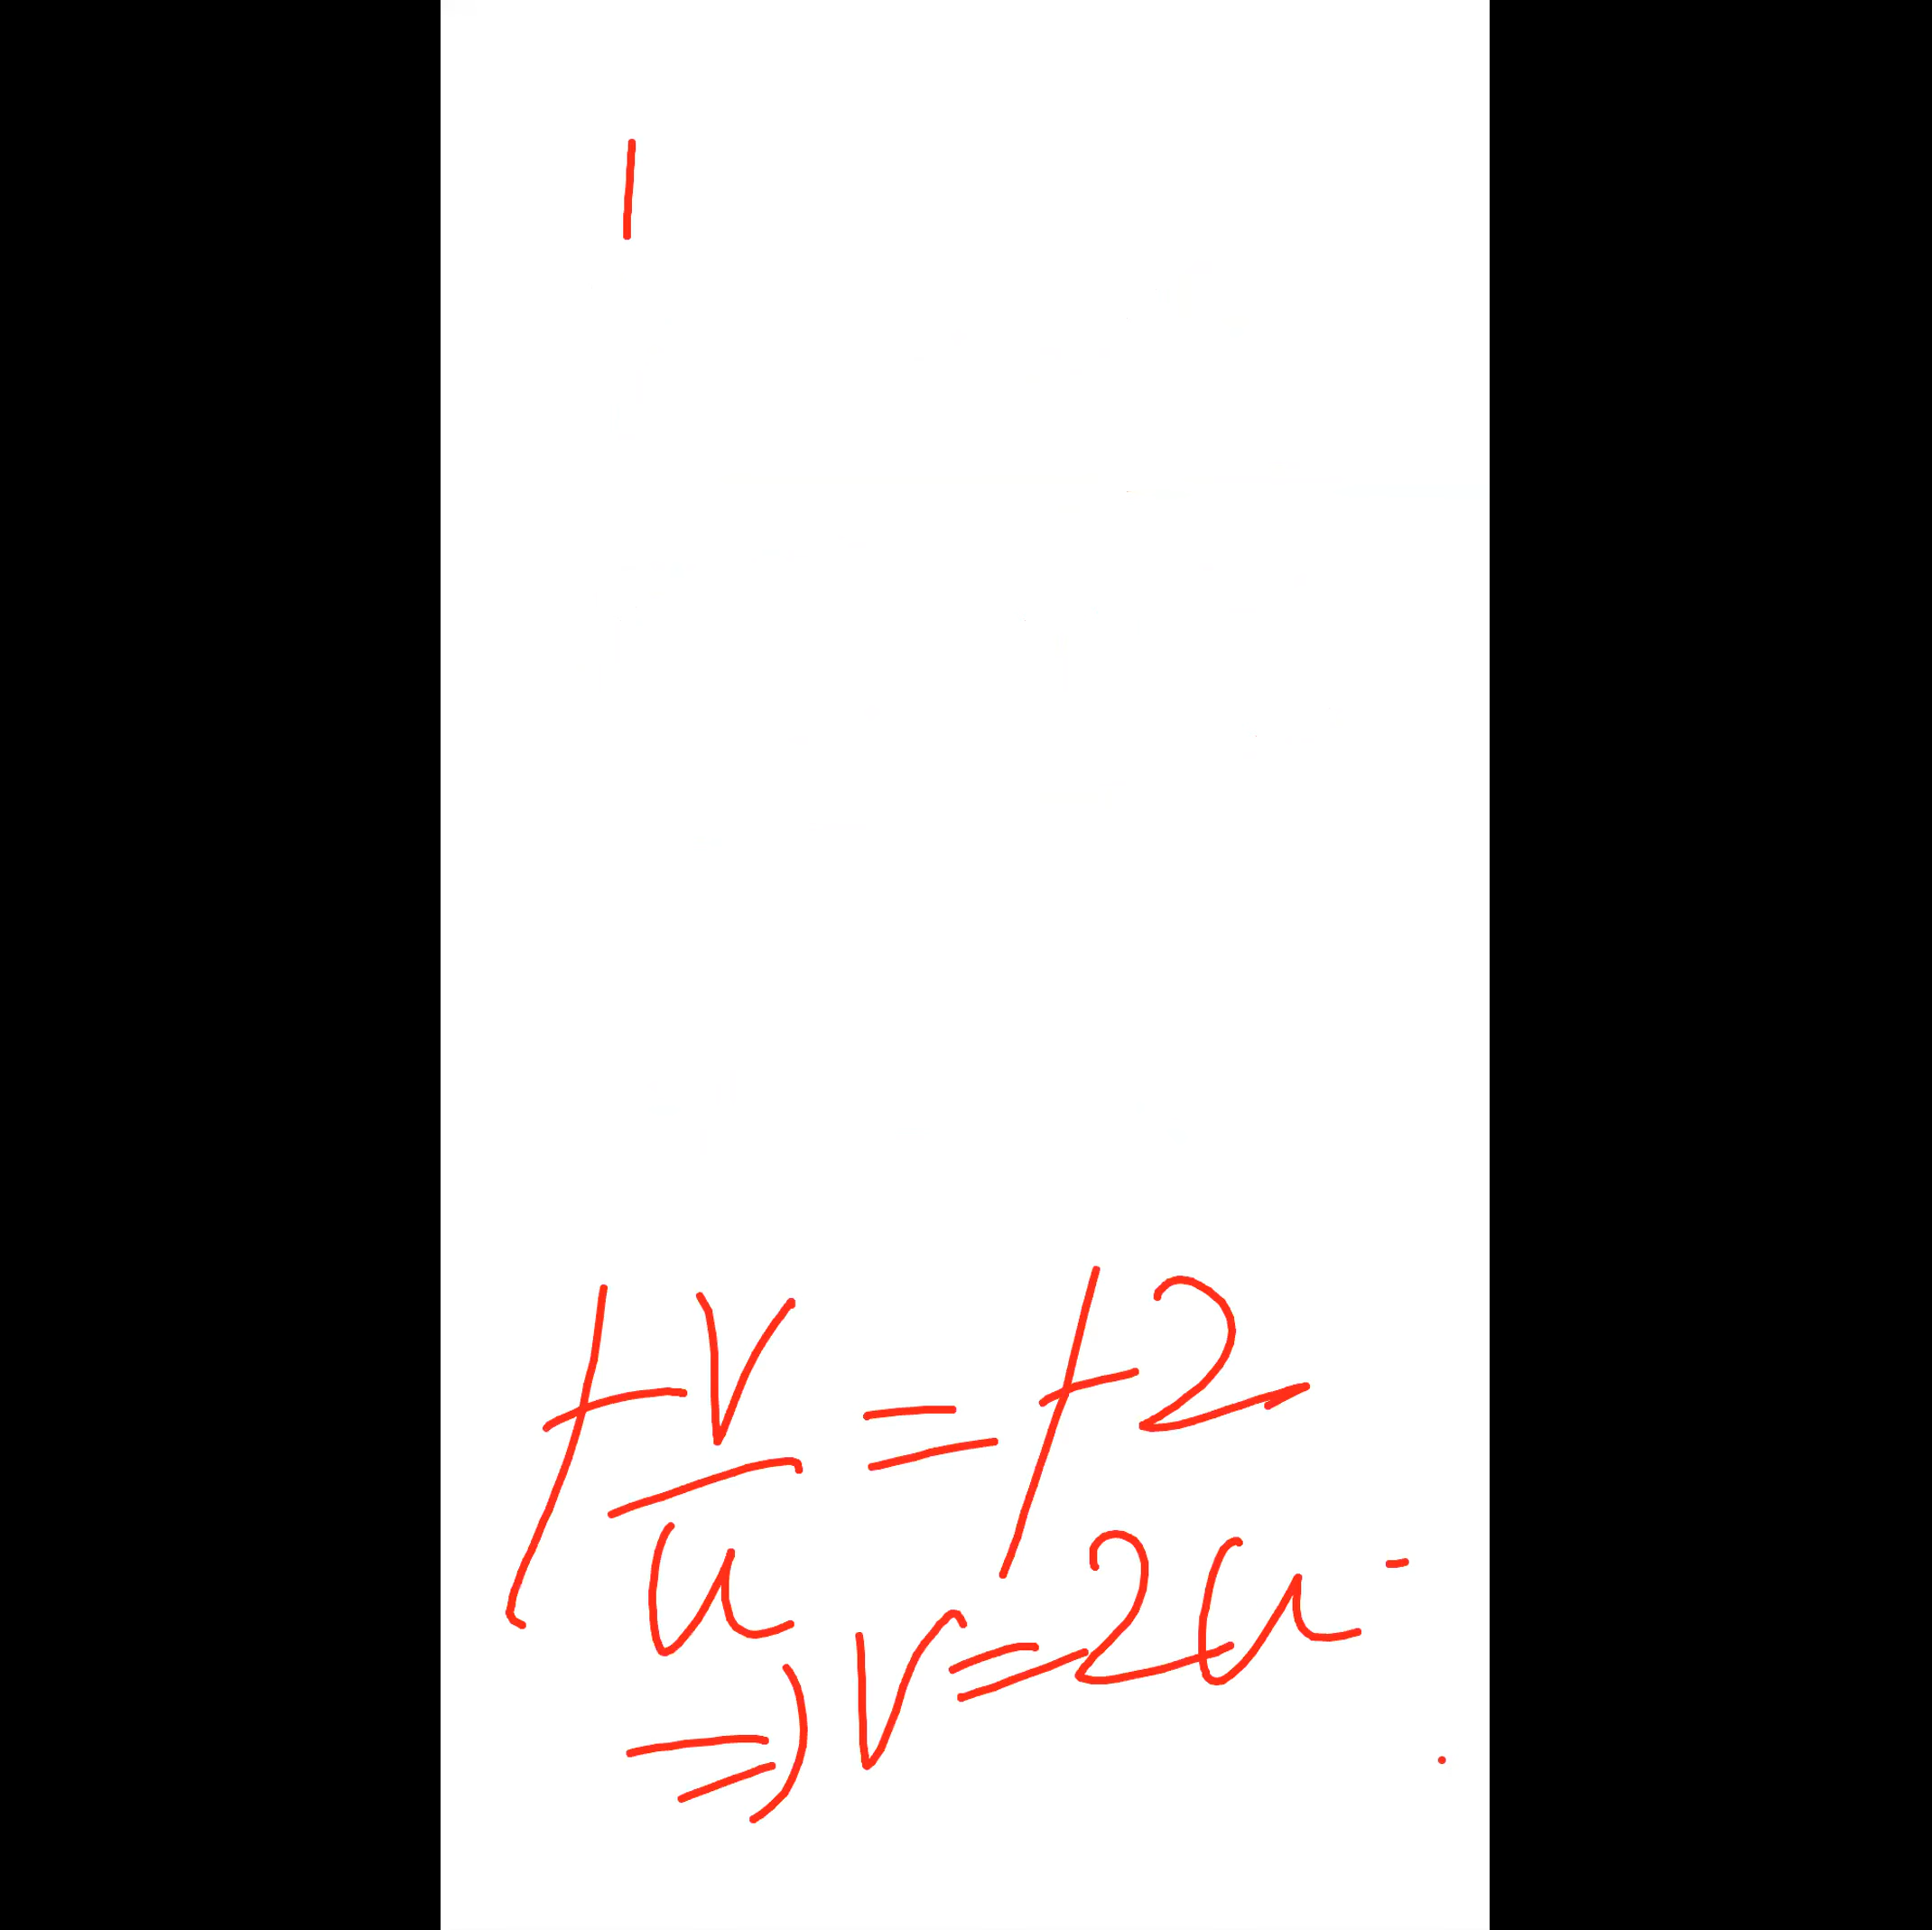 1
+ v/u = + 2
⇒ v = 2u -